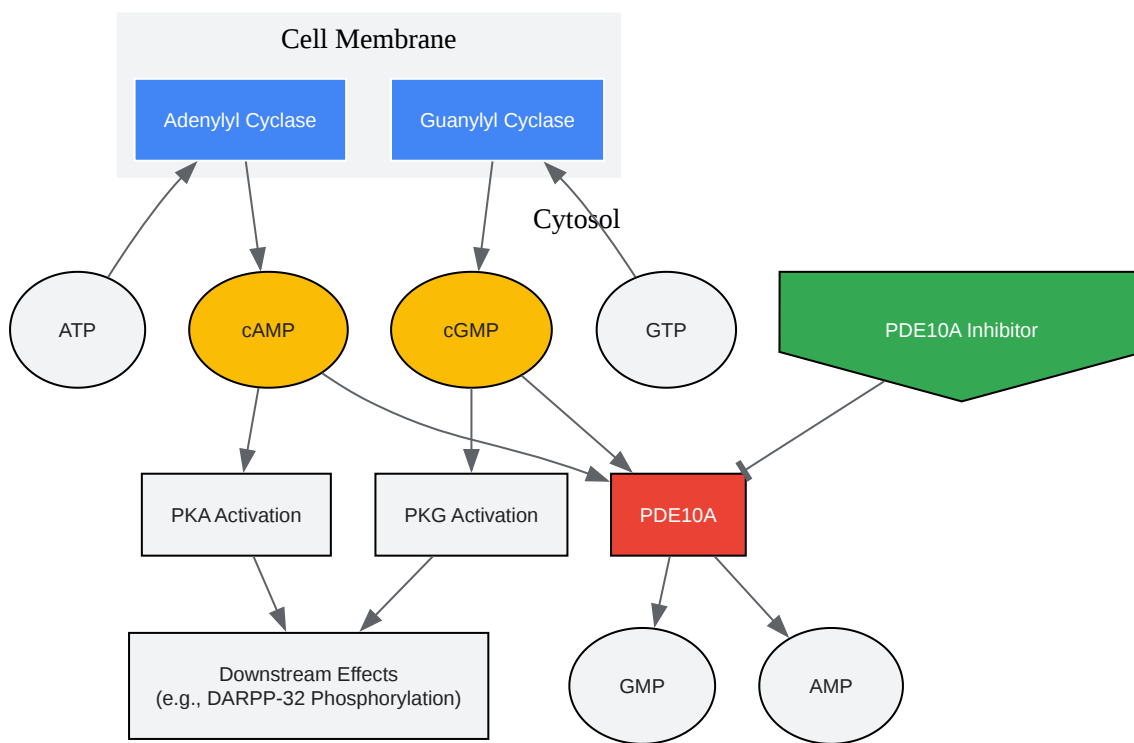 Cell Membrane
Adenylyl Cyclase
Guanylyl Cyclase
Cytosol
ATP
cAMP
cGMP
GTP
PDE10A Inhibitor
PKA Activation
PKG Activation
PDE10A
Downstream Effects
(e.g., DARPP-32 Phosphorylation)
GMP
AMP